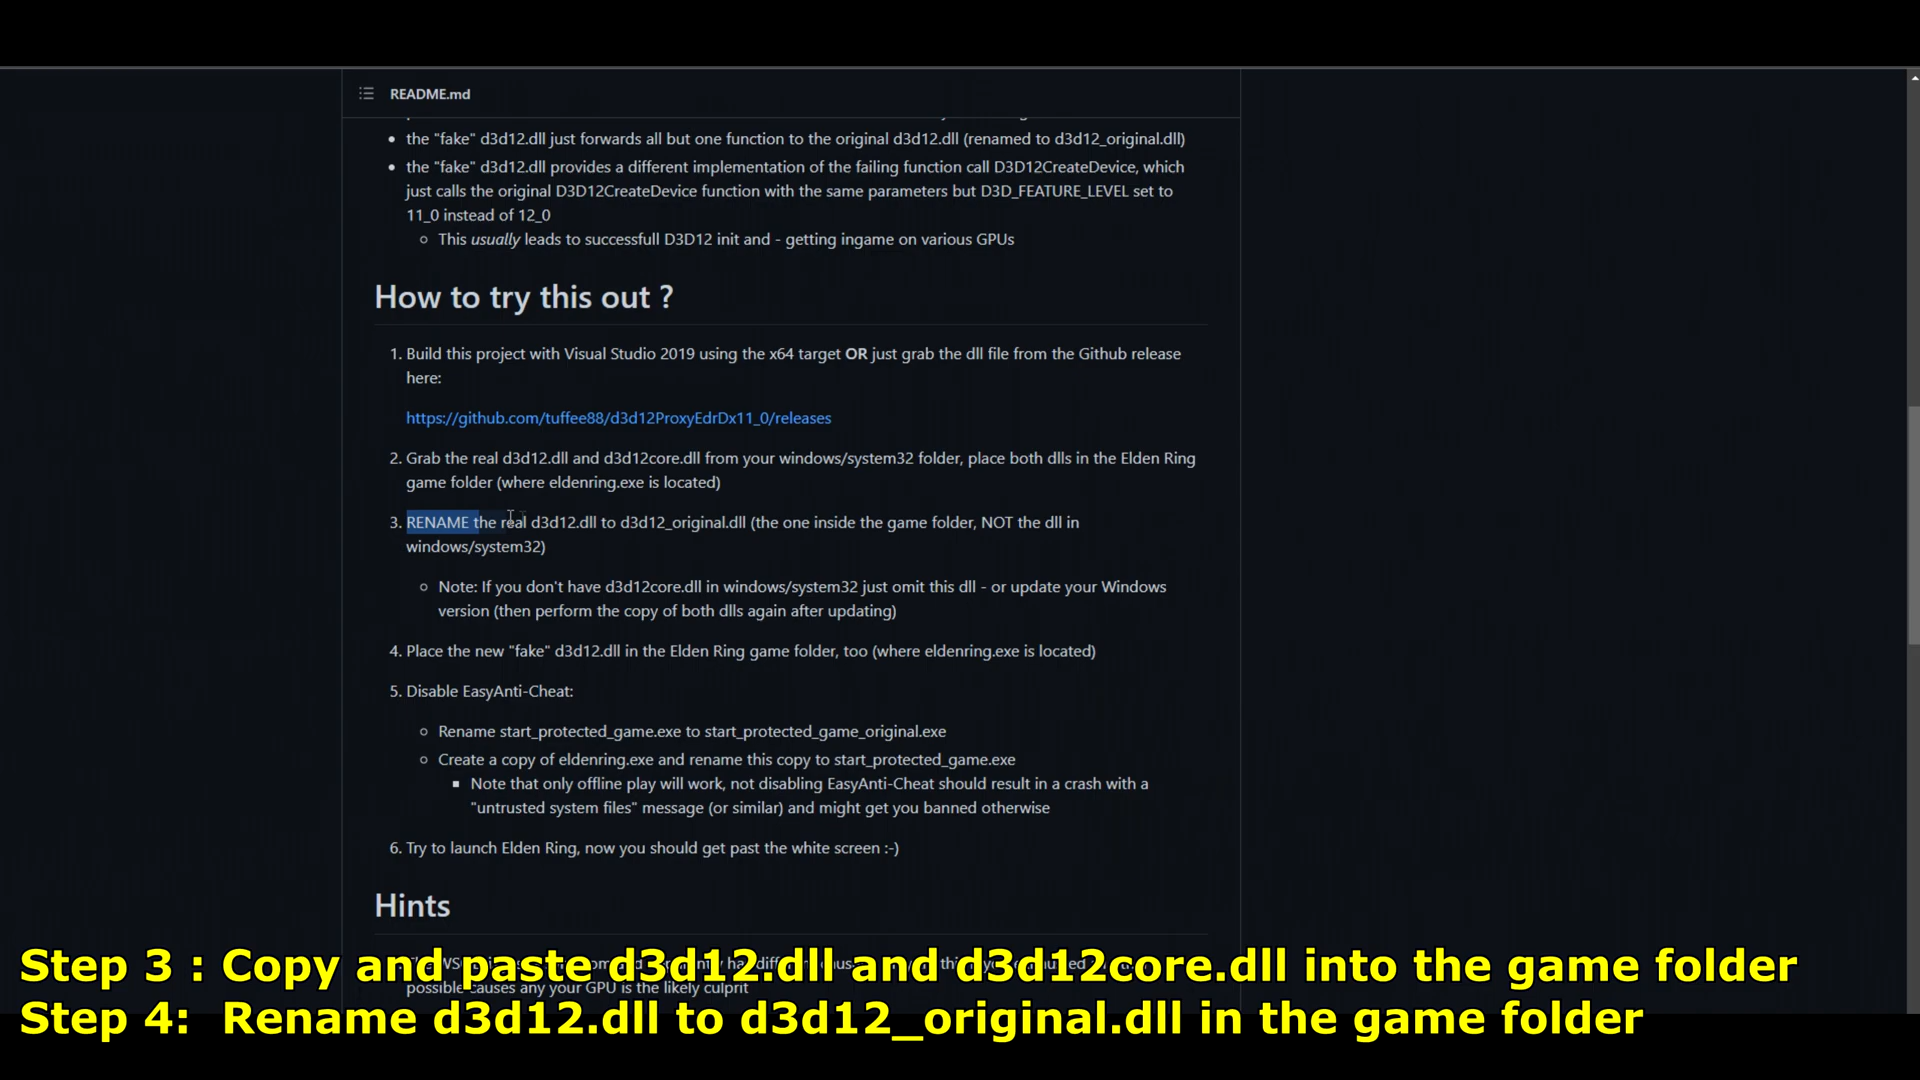 README.md
• the "fake" d3d12.dll just forwards all but one function to the original d3d12.dll (renamed to d3d12_original.dll)
• the "fake" d3d12.dll provides a different implementation of the failing function call D3D12CreateDevice, which
just calls the original D3D12CreateDevice function with the same parameters but D3D_FEATURE_LEVEL set to
11_0 instead of 12_0
○ This usually leads to successfull D3D12 init and - getting ingame on various GPUs
How to try this out ?
1. Build this project with Visual Studio 2019 using the x64 target OR just grab the dll file from the Github release
here:
https://github.com/tuffee88/d3d12ProxyEdrDx11_0/releases
2. Grab the real d3d12.dll and d3d12core.dll from your windows/system32 folder, place both dlls in the Elden Ring
game folder (where eldenring.exe is located)
3. RENAME the real d3d12.dll to d3d12_original.dll (the one inside the game folder, NOT the dll in
windows/system32)
○ Note: If you don't have d3d12core.dll in windows/system32 just omit this dll - or update your Windows
version (then perform the copy of both dlls again after updating)
4. Place the new "fake" d3d12.dll in the Elden Ring game folder, too (where eldenring.exe is located)
5. Disable EasyAnti-Cheat:
○ Rename start_protected_game.exe to start_protected_game_original.exe
○ Create a copy of eldenring.exe and rename this copy to start_protected_game.exe
▪ Note that only offline play will work, not disabling EasyAnti-Cheat should result in a crash with a
"untrusted system files" message (or similar) and might get you banned otherwise
6. Try to launch Elden Ring, now you should get past the white screen :-)
Hints
Step 3 : Copy and paste d3d12.dll and d3d12core.dll into the game folder
possible causes any your GPU is the likely culprit
Step 4: Rename d3d12.dll to d3d12_original.dll in the game folder